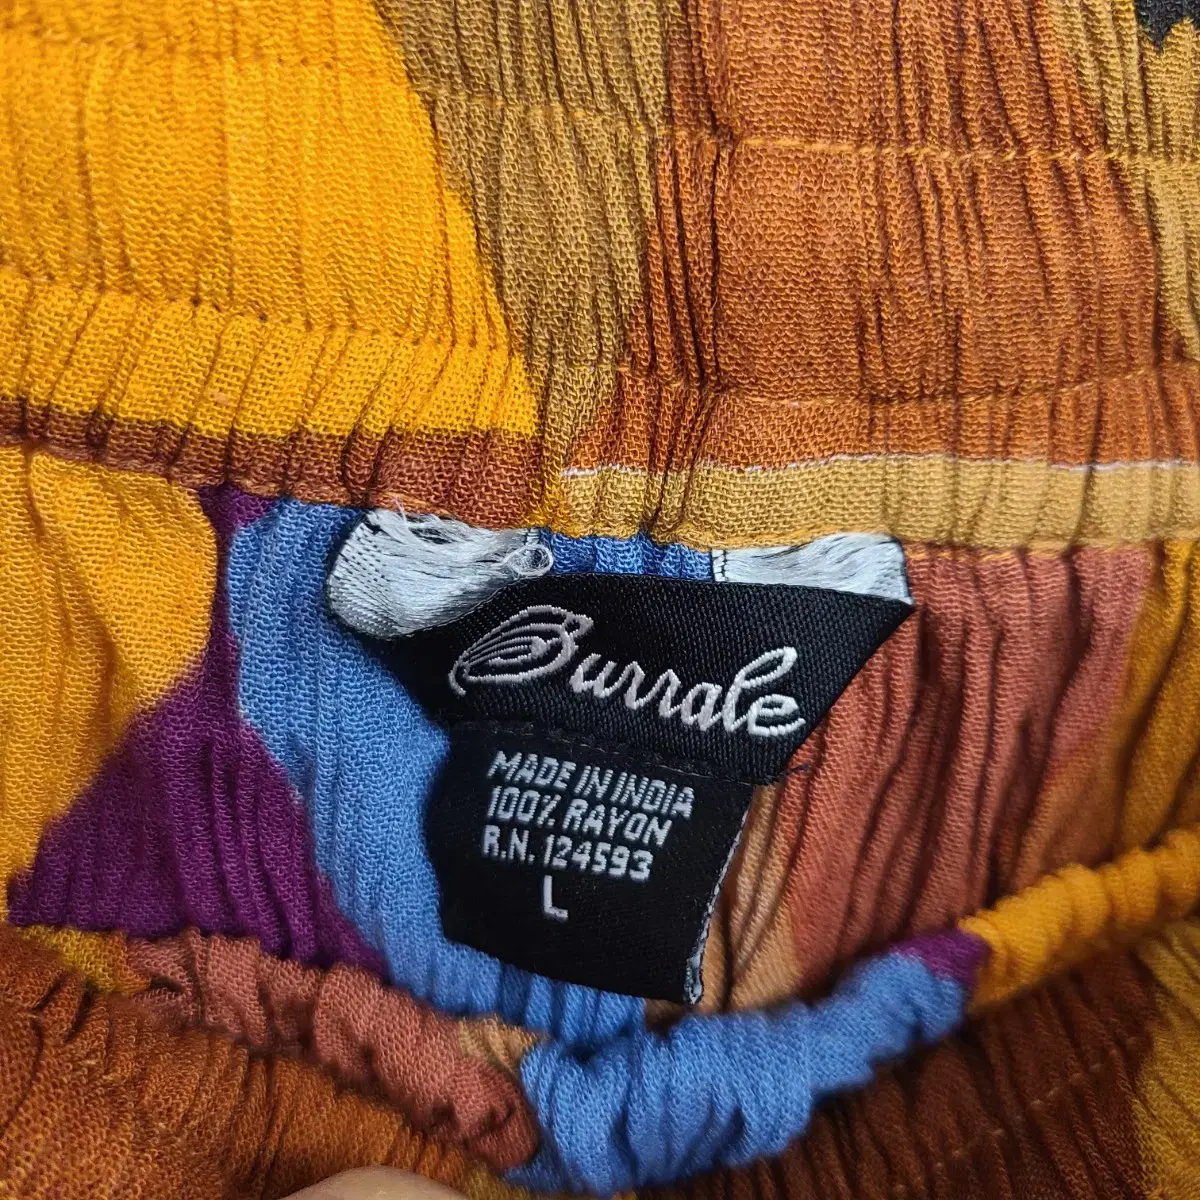 Burrale
MADE IN INDIA
100% RAYON
R.N. 124593
L